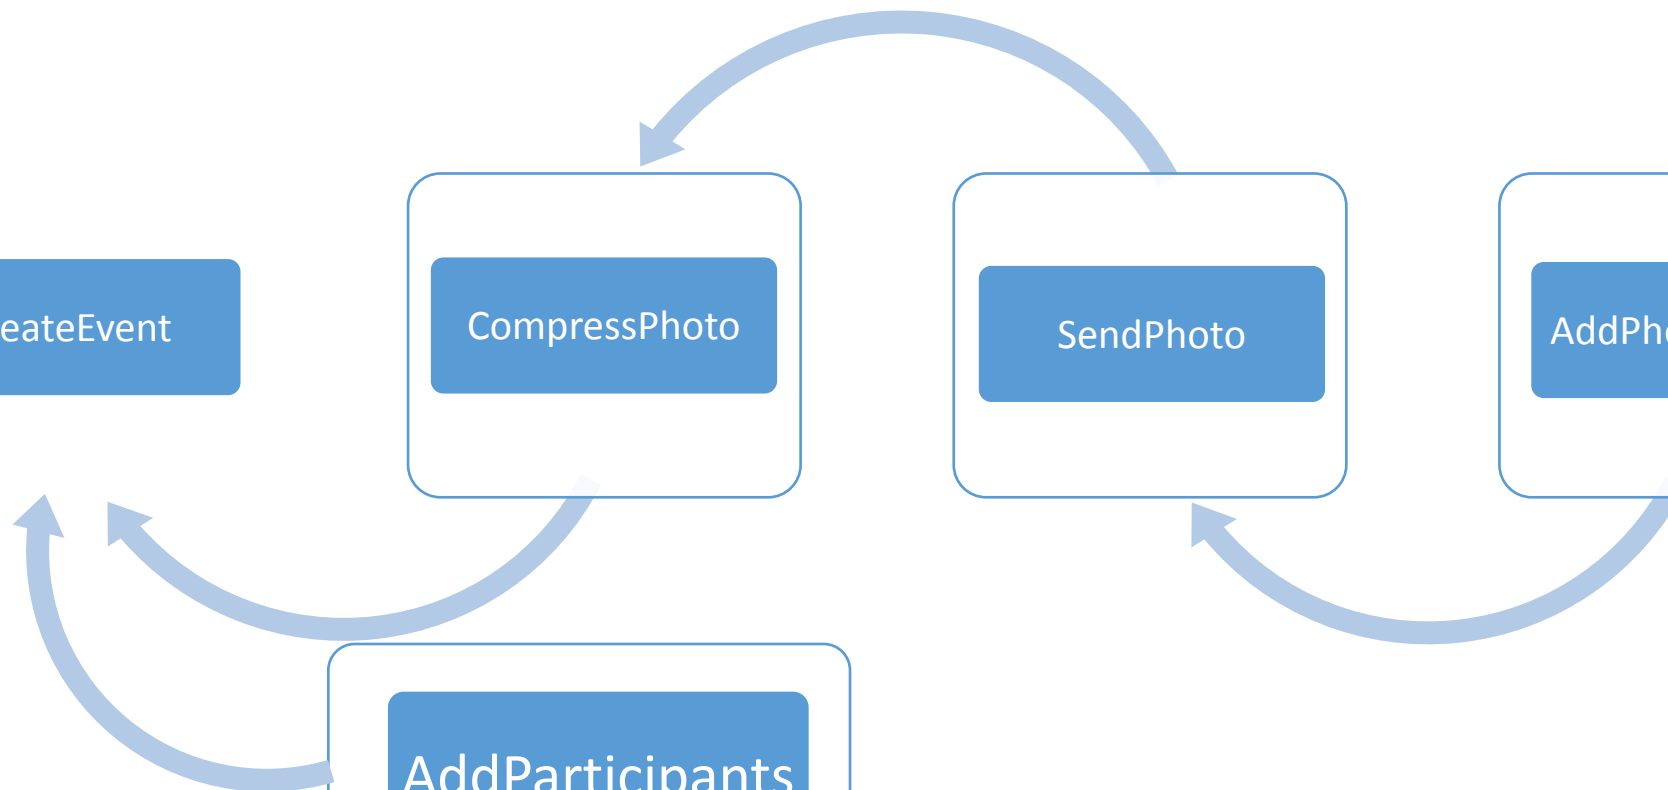 eateEvent
CompressPhoto
SendPhoto
AddPh
AddParticipants